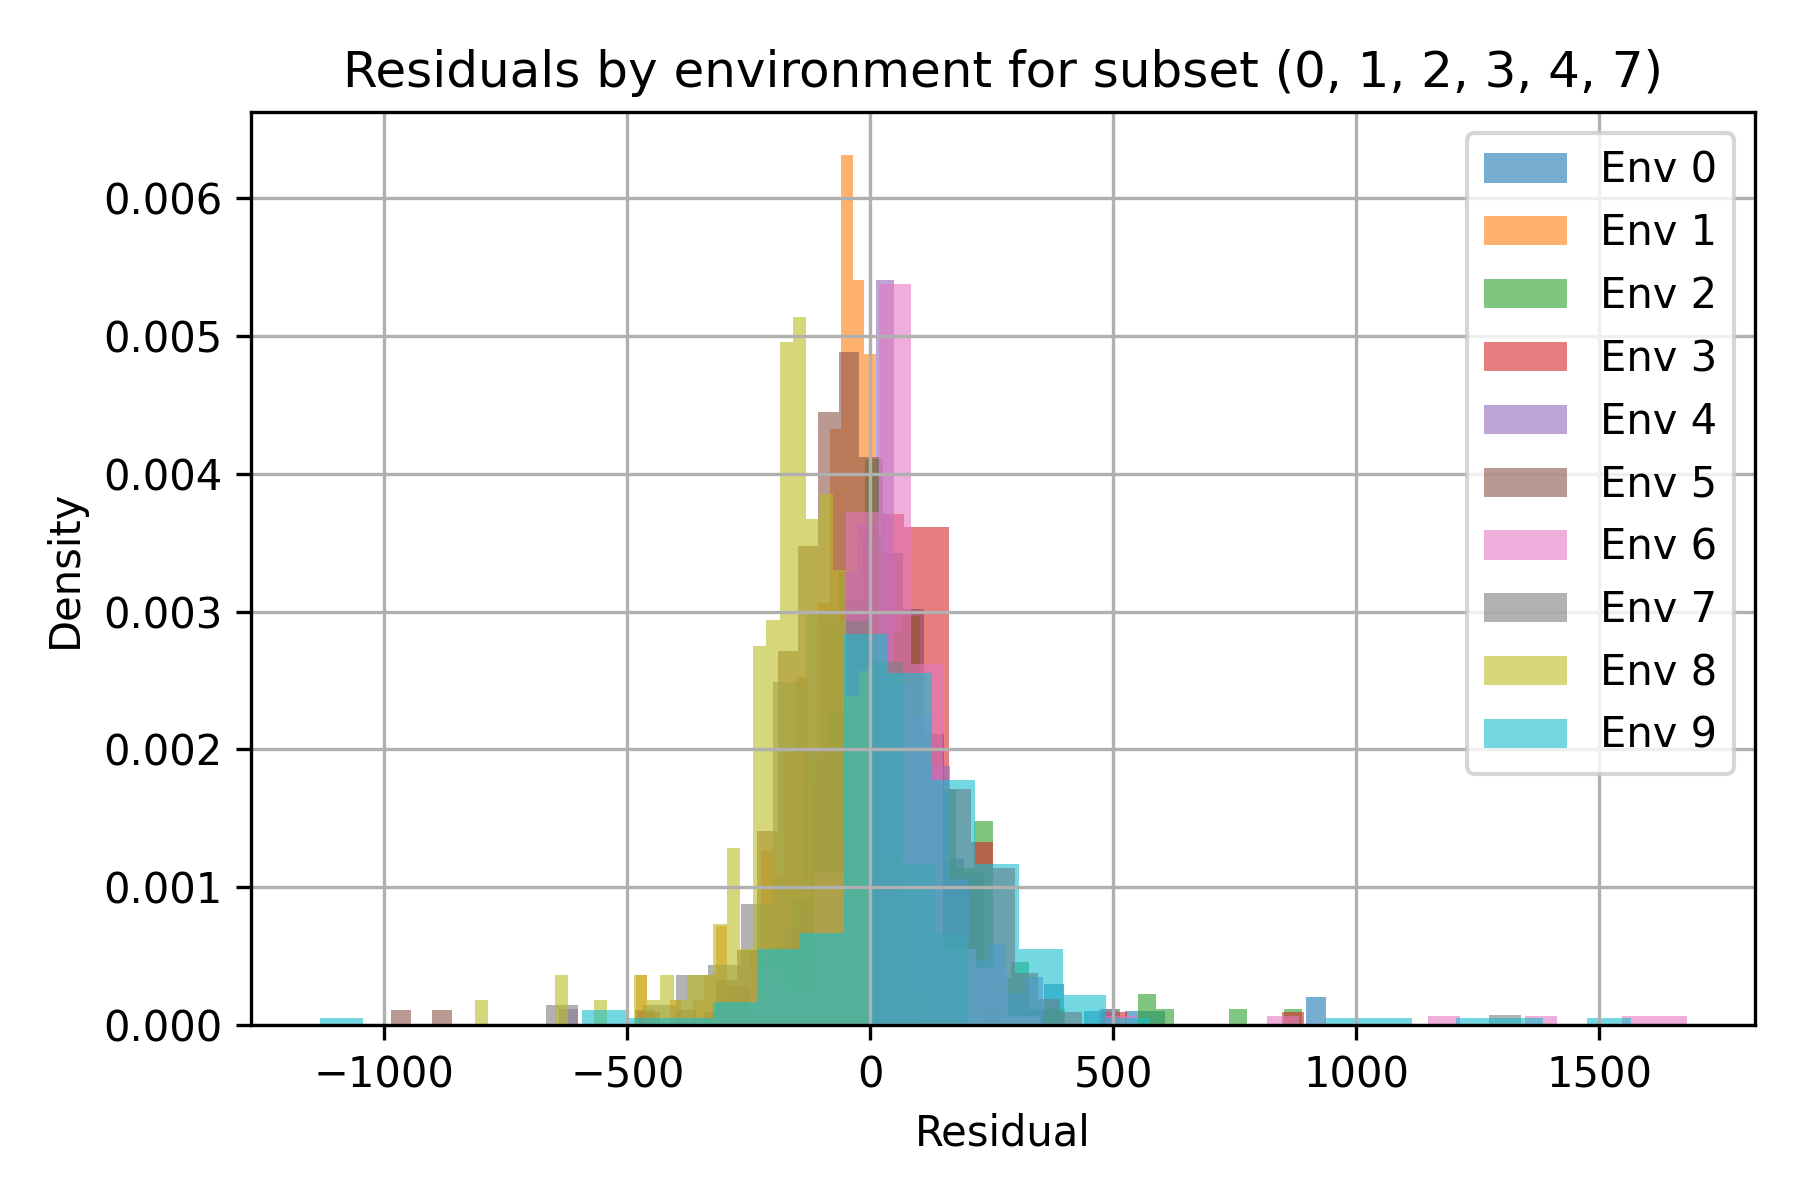 Residuals by environment for subset (0, 1, 2, 3, 4, 7)
Env 0
Env 1
Env 2
Env 3
Env 4
Env 5
Env 6
Env 7
Env 8
Env 9
Density
0.006
0.005
0.004
0.003
0.002
0.001
0.000
−1000 −500 0 500 1000 1500
Residual